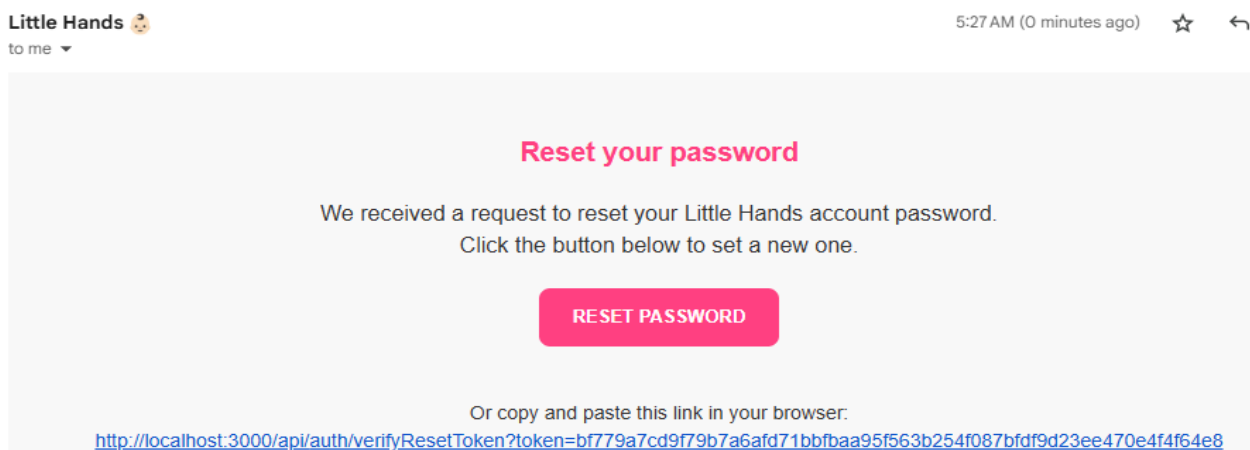 Little Hands 👶🏻
5:27 AM (0 minutes ago)
to me
Reset your password
We received a request to reset your Little Hands account password.
Click the button below to set a new one.
RESET PASSWORD
Or copy and paste this link in your browser:
http://localhost:3000/api/auth/verifyResetToken?token=bf779a7cd9f79b7a6afd71bbfbaa95f563b254f087bfdf9d23ee470e4f4f64e8